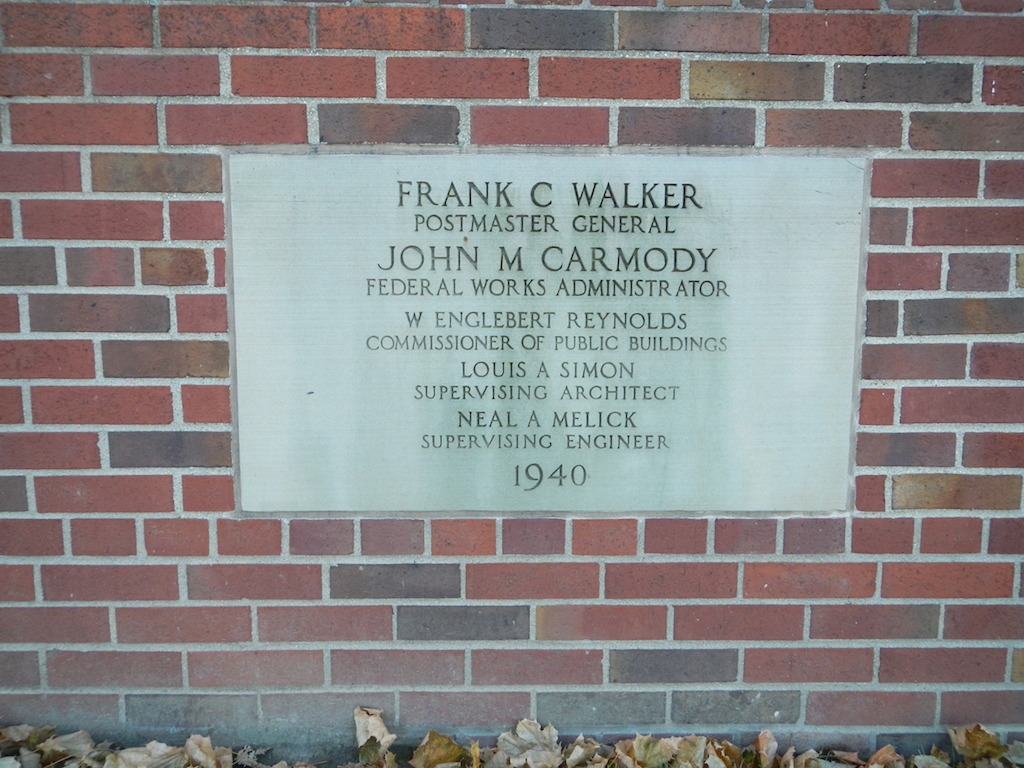 FRANK C WALKER
POSTMASTER GENERAL
JOHN M CARMODY
FEDERAL WORKS ADMINISTRATOR
W ENGLEBERT REYNOLDS
COMMISSIONER OF PUBLIC BUILDINGS
LOUIS A SIMON
SUPERVISING ARCHITECT
NEAL A MELICK
SUPERVISING ENGINEER
1940